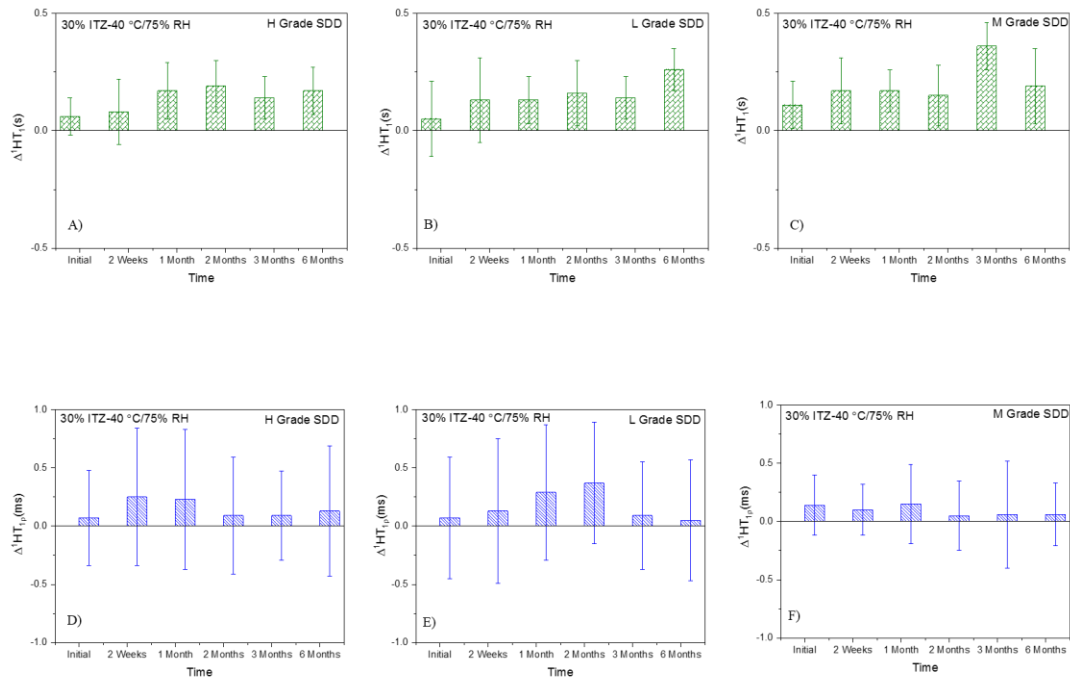 30% ITZ-40 °C/75% RH H Grade SDD
0.5
0.0
-0.5
Δ¹HT₁(s)
A)
Initial 2 Weeks 1 Month 2 Months 3 Months 6 Months
Time
30% ITZ-40 °C/75% RH L Grade SDD
0.5
0.0
-0.5
Δ¹HT₁(s)
B)
Initial 2 Weeks 1 Month 2 Months 3 Months 6 Months
Time
30% ITZ-40 °C/75% RH M Grade SDD
0.5
0.0
-0.5
Δ¹HT₁(s)
C)
Initial 2 Weeks 1 Month 2 Months 3 Months 6 Months
Time
30% ITZ-40 °C/75% RH H Grade SDD
1.0
0.5
0.0
-0.5
-1.0
Δ¹HT₁ρ(ms)
D)
Initial 2 Weeks 1 Month 2 Months 3 Months 6 Months
Time
30% ITZ-40 °C/75% RH L Grade SDD
1.0
0.5
0.0
-0.5
-1.0
Δ¹HT₁ρ(ms)
E)
Initial 2 Weeks 1 Month 2 Months 3 Months 6 Months
Time
30% ITZ-40 °C/75% RH M Grade SDD
1.0
0.5
0.0
-0.5
-1.0
Δ¹HT₁ρ(ms)
F)
Initial 2 Weeks 1 Month 2 Months 3 Months 6 Months
Time